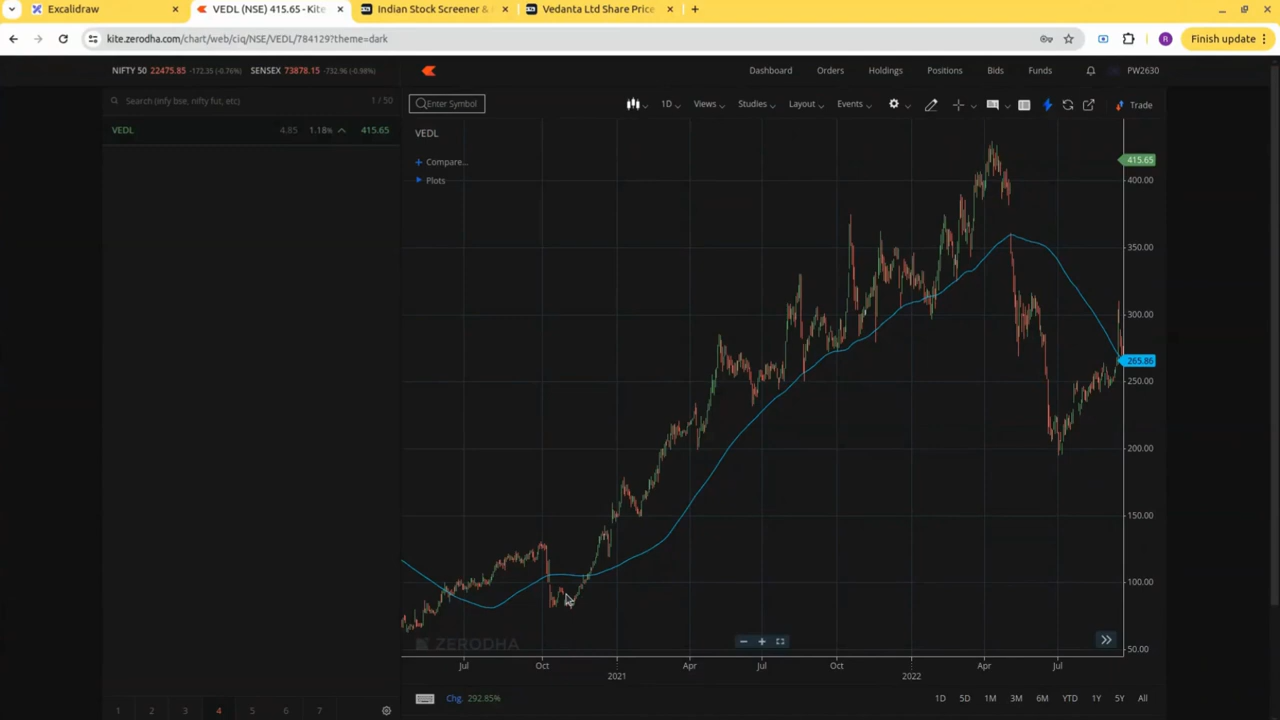 Excalidraw
VEDL (NSE) 415.65 - Kite
Indian Stock Screener &
Vedanta Ltd Share Price
kite.zerodha.com/chart/web/ciq/NSE/VEDL/784129?theme=dark
R
Finish update
NIFTY 50 22475.85 -172.35 (-0.76%) SENSEX 73878.15 -732.96 (-0.98%)
Dashboard Orders Holdings Positions Bids Funds PW2630
Search (infy bse, nifty fut, etc) 1 / 50
Enter Symbol 1D Views Studies Layout Events Trade
VEDL 4.85 1.18% 415.65
VEDL
Compare...
Plots
415.65
400.00
350.00
300.00
265.86
250.00
200.00
150.00
100.00
50.00
ZERODHA
Jul Oct 2021 Apr Jul Oct 2022 Apr Jul
Chg. 292.85% 1D 5D 1M 3M 6M YTD 1Y 5Y All
1 2 3 4 5 6 7